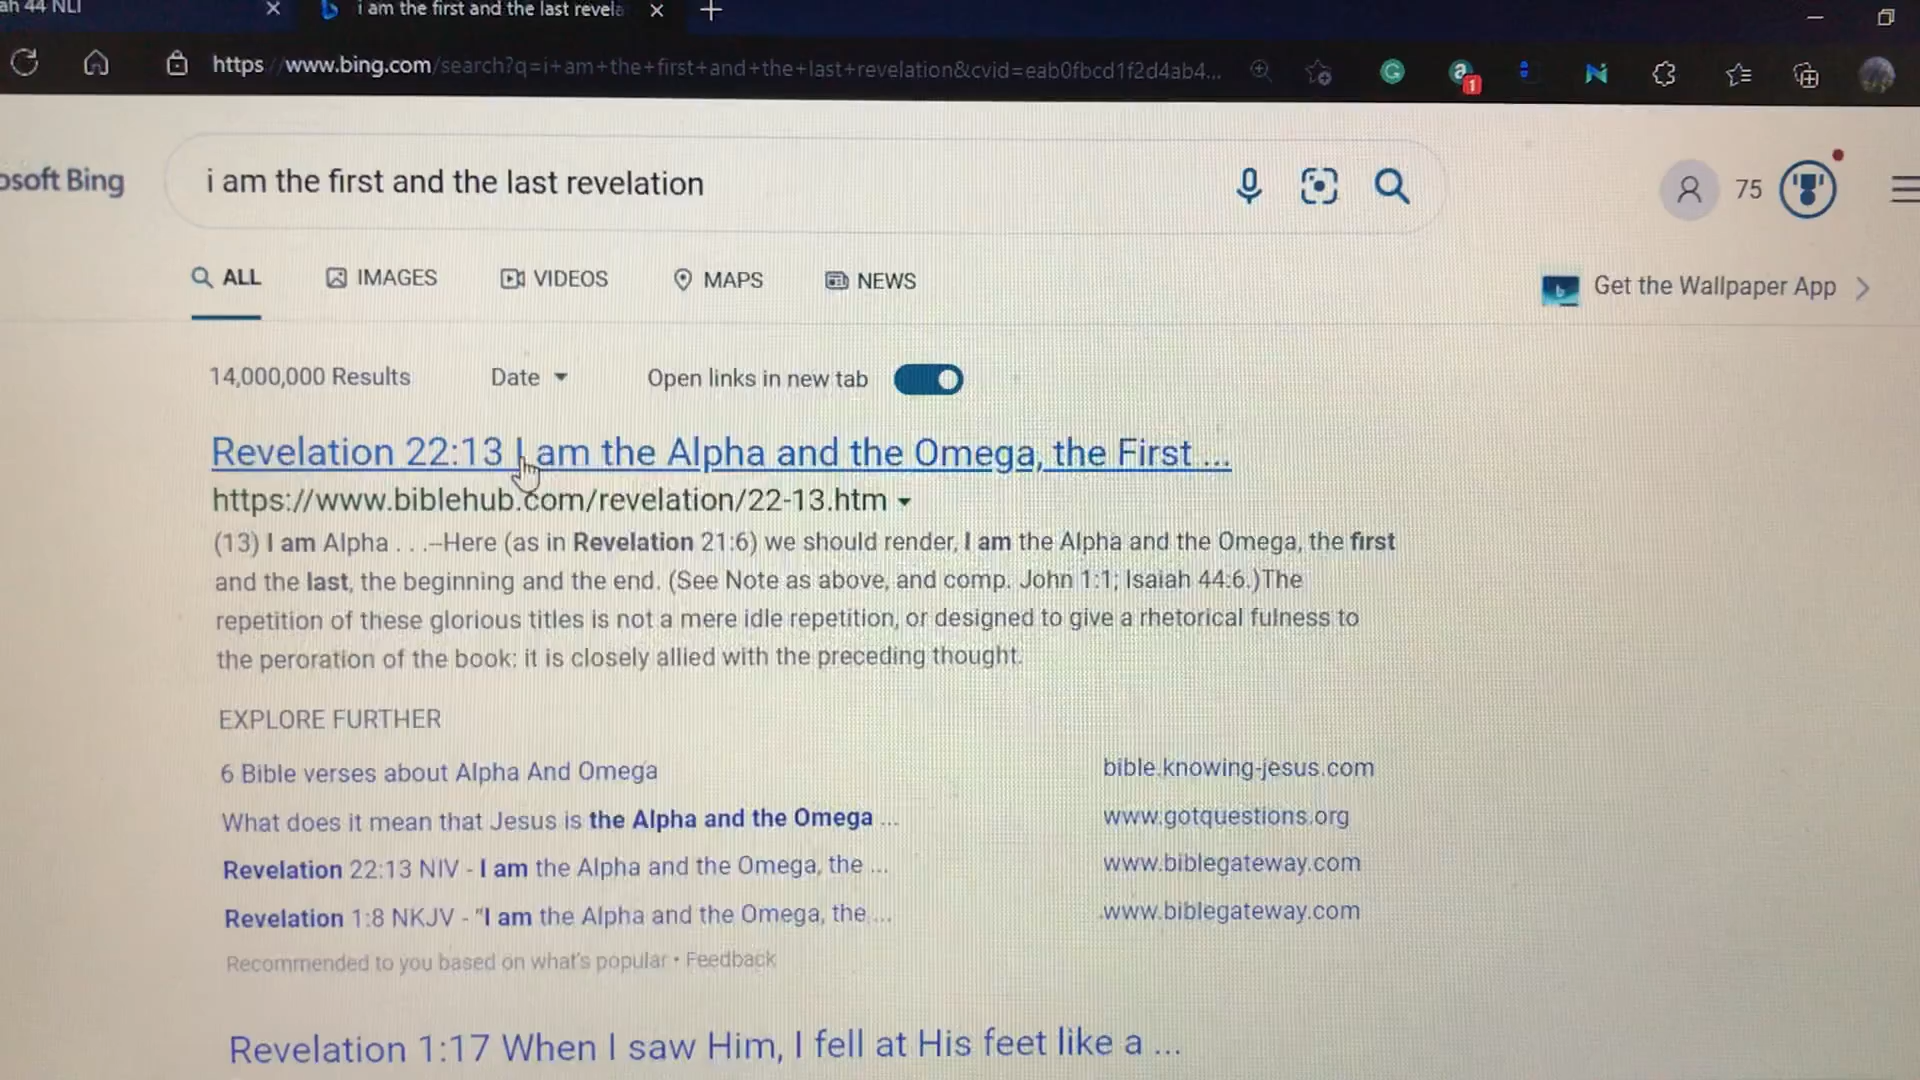 ah 44 NLT
i am the first and the last revela
https://www.bing.com/search?q=i+am+the+first+and+the+last+revelation&cvid=eab0fbcd1f2d4ab4...
1
osoft Bing
i am the first and the last revelation
75
ALL IMAGES VIDEOS MAPS NEWS
Get the Wallpaper App
14,000,000 Results Date Open links in new tab
Revelation 22:13 I am the Alpha and the Omega, the First ...
https://www.biblehub.com/revelation/22-13.htm
(13) I am Alpha . . .–Here (as in Revelation 21:6) we should render, I am the Alpha and the Omega, the first
and the last, the beginning and the end. (See Note as above, and comp. John 1:1; Isaiah 44:6.)The
repetition of these glorious titles is not a mere idle repetition, or designed to give a rhetorical fulness to
the peroration of the book: it is closely allied with the preceding thought.
EXPLORE FURTHER
6 Bible verses about Alpha And Omega bible.knowing-jesus.com
What does it mean that Jesus is the Alpha and the Omega ... www.gotquestions.org
Revelation 22:13 NIV - I am the Alpha and the Omega, the ... www.biblegateway.com
Revelation 1:8 NKJV - "I am the Alpha and the Omega, the ... www.biblegateway.com
Recommended to you based on what's popular • Feedback
Revelation 1:17 When I saw Him, I fell at His feet like a ...